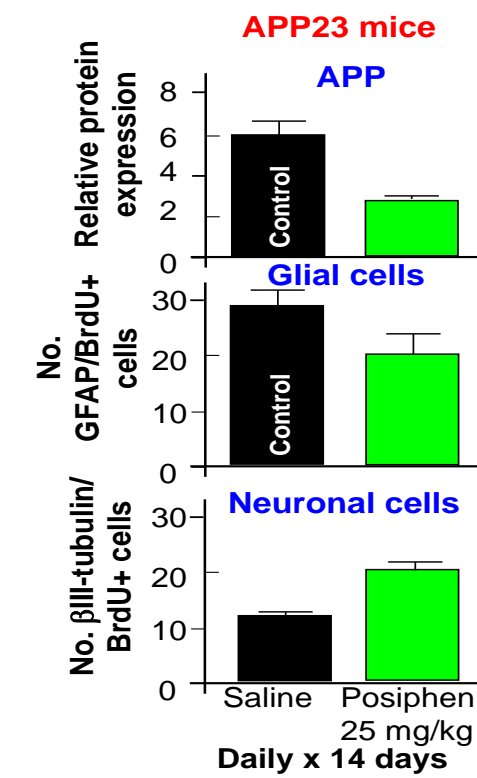 APP23 mice
APP
Relative protein
expression
8
6
4
2
0
Control
Glial cells
No.
GFAP/BrdU+
cells
30
20
10
0
Control
Neuronal cells
No. βIII-tubulin/
BrdU+ cells
30
20
10
0
Saline
Posiphen
25 mg/kg
Daily x 14 days